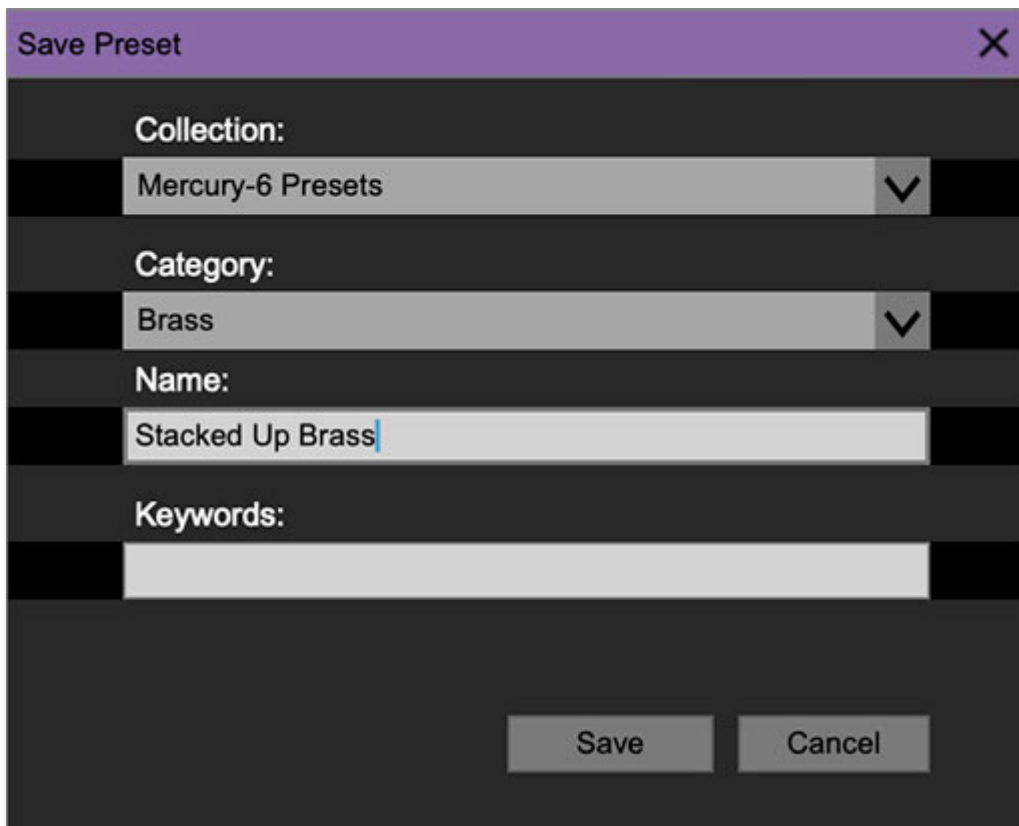 Save Preset
Collection:
Mercury-6 Presets
Category:
Brass
Name:
Stacked Up Brass
Keywords:
Save Cancel